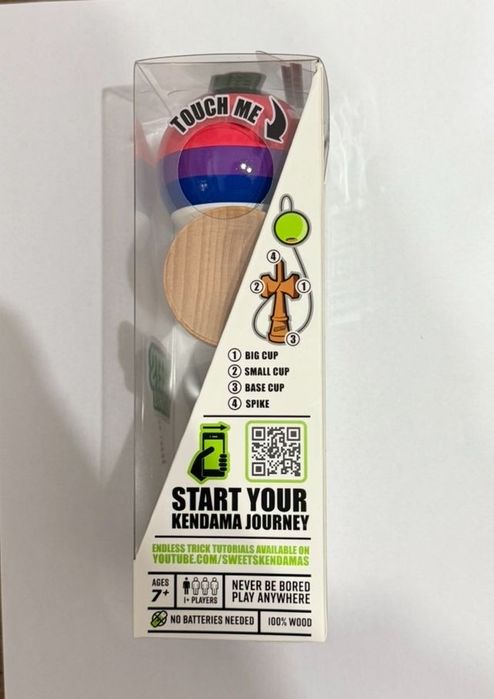 TOUCH ME
4
2
1
3
1 BIG CUP
2 SMALL CUP
3 BASE CUP
4 SPIKE
START YOUR
KENDAMA JOURNEY
ENDLESS TRICK TUTORIALS AVAILABLE ON
YOUTUBE.COM/SWEETSKENDAMAS
AGES
7+
1+ PLAYERS
NEVER BE BORED
PLAY ANYWHERE
NO BATTERIES NEEDED
100% WOOD